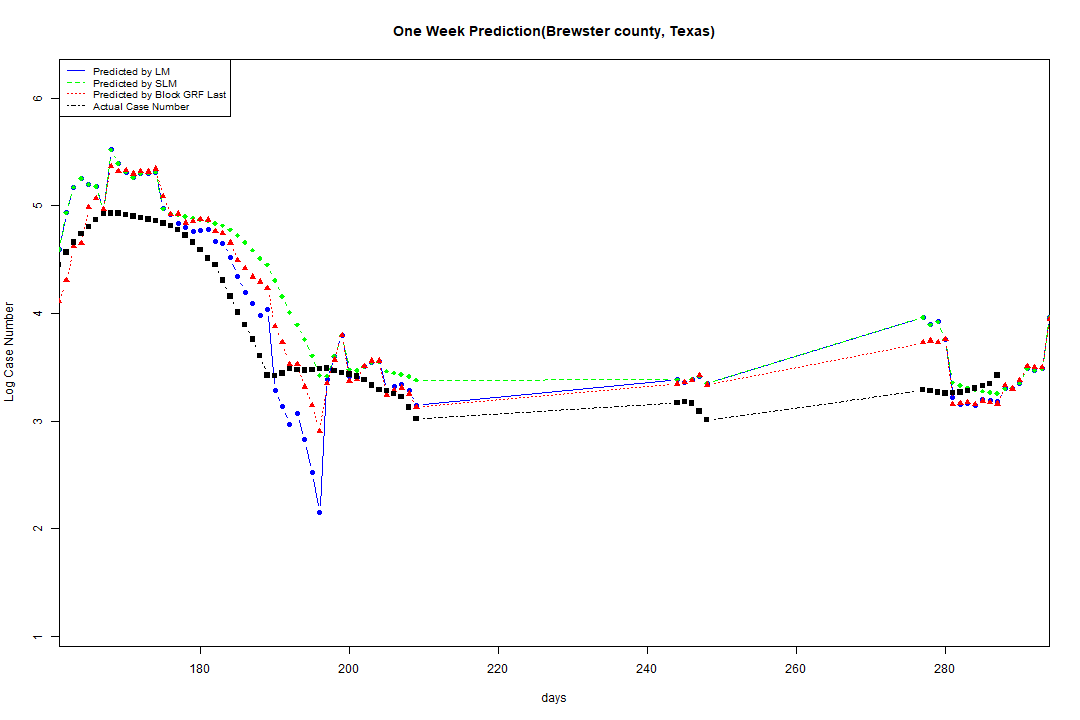 One Week Prediction(Brewster county, Texas)
Predicted by LM
Predicted by SLM
Predicted by Block GRF Last
Actual Case Number
6
5
4
3
2
1
Log Case Number
180 200 220 240 260 280
days